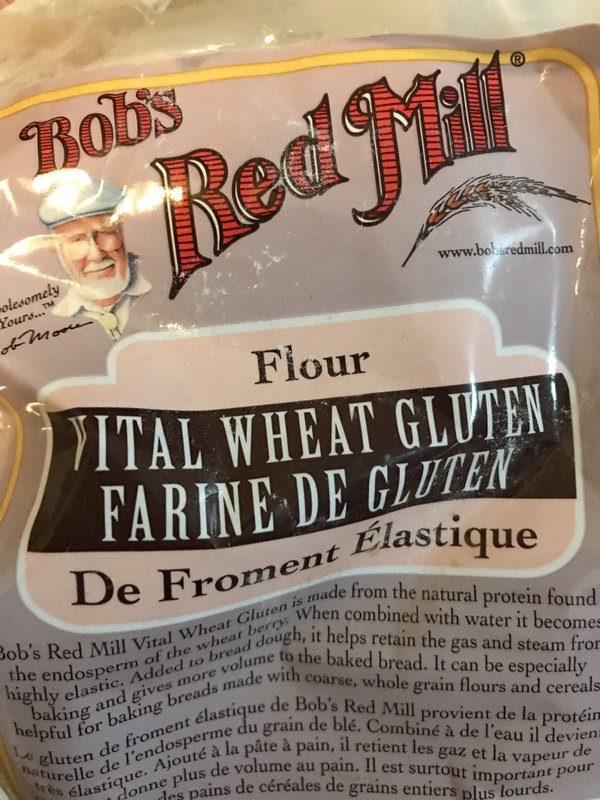 Bob's
Red Mill®
www.bobsredmill.com
Yours...™
Flour
VITAL WHEAT GLUTEN
FARINE DE GLUTEN
De Froment Élastique
Bob's Red Mill Vital Wheat Gluten is made from the natural protein found
the endosperm of the wheat berry. When combined with water it becomes
highly elastic. Added to bread dough, it helps retain the gas and steam from
baking and gives more volume to the baked bread. It can be especially
helpful for baking breads made with coarse, whole grain flours and cereals
Le gluten de froment élastique de Bob's Red Mill provient de la protéin
naturelle de l'endosperme du grain de blé. Combiné à de l'eau il devien
très élastique. Ajouté à la pâte à pain, il retient les gaz et la vapeur de
donne plus de volume au pain. Il est surtout important pour
des pains de céréales de grains entiers plus lourds.